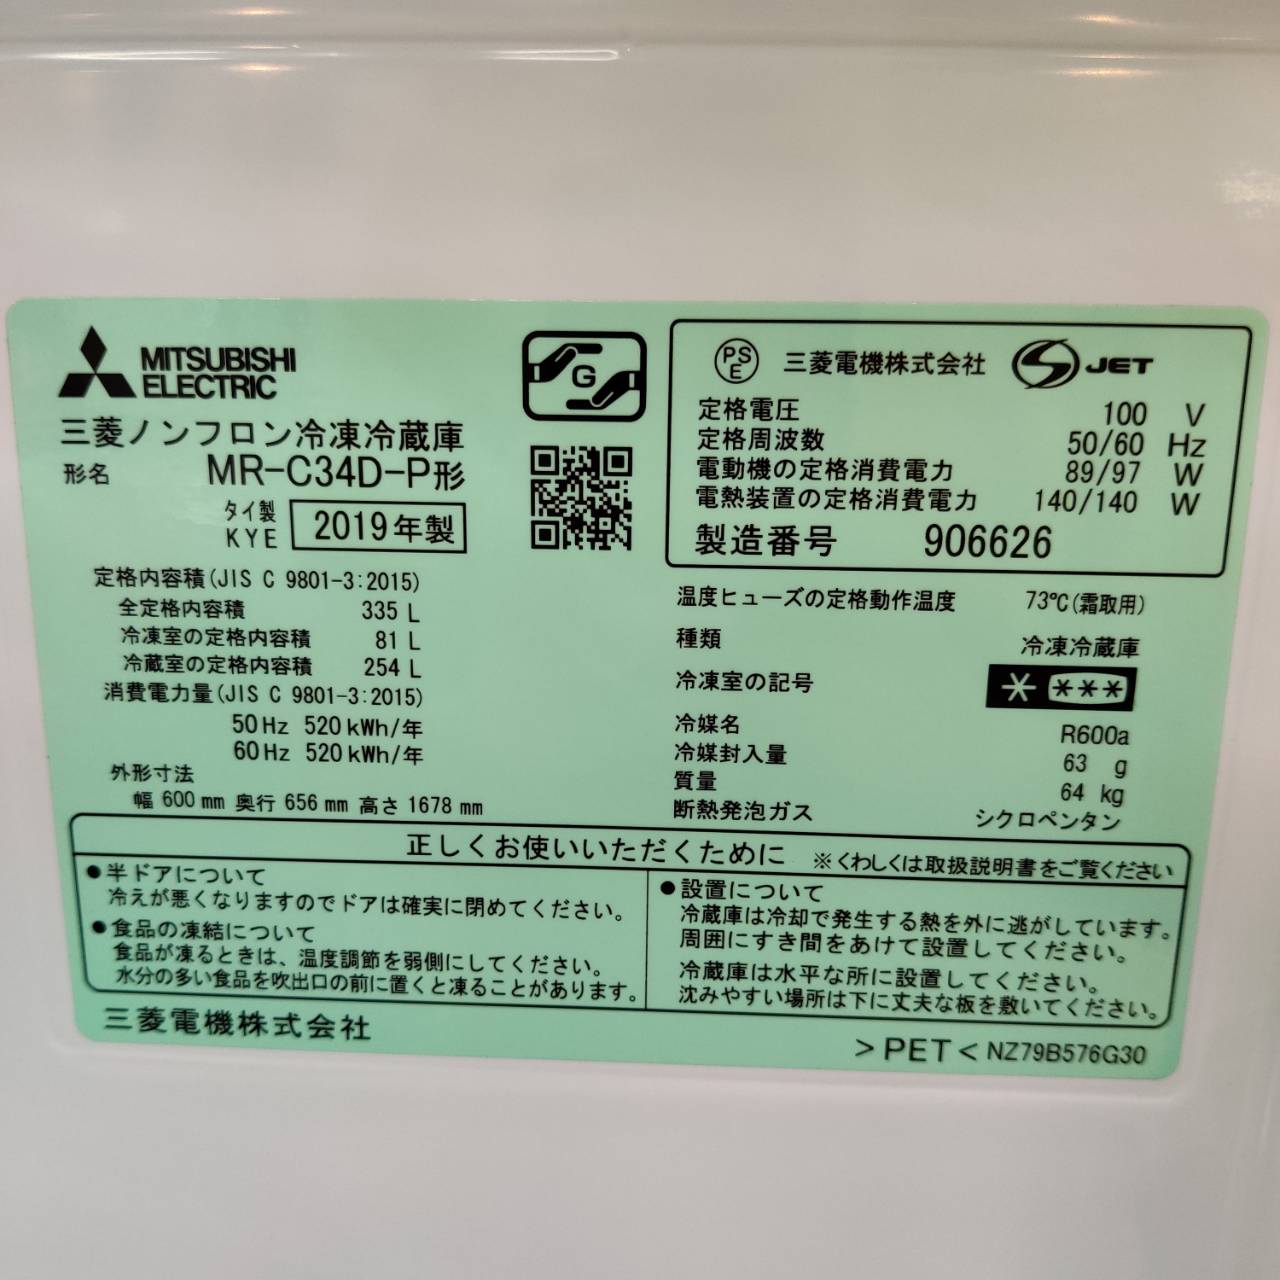 MITSUBISHI
ELECTRIC
三菱ノンフロン冷凍冷蔵庫
形名 MR-C34D-P形
タイ製
KYE 2019年製
定格内容積(JIS C 9801-3:2015)
全定格内容積 335 L
冷凍室の定格内容積 81 L
冷蔵室の定格内容積 254 L
消費電力量(JIS C 9801-3:2015)
50Hz 520kWh/年
60Hz 520kWh/年
外形寸法
幅 600mm 奥行 656mm 高さ 1678mm
G
PSE 三菱電機株式会社 S JET
定格電圧 100 V
定格周波数 50/60 Hz
電動機の定格消費電力 89/97 W
電熱装置の定格消費電力 140/140 W
製造番号 906626
温度ヒューズの定格動作温度 73℃(霜取用)
種類 冷凍冷蔵庫
冷凍室の記号 * ***
冷媒名 R600a
冷媒封入量 63 g
質量 64 kg
断熱発泡ガス シクロペンタン
正しくお使いいただくために ※くわしくは取扱説明書をご覧ください
●半ドアについて
冷えが悪くなりますのでドアは確実に閉めてください。
●食品の凍結について
食品が凍るときは、温度調節を弱側にしてください。
水分の多い食品を吹出口の前に置くと凍ることがあります。
●設置について
冷蔵庫は冷却で発生する熱を外に逃がしています。
周囲にすき間をあけて設置してください。
冷蔵庫は水平な所に設置してください。
沈みやすい場所は下に丈夫な板を敷いてください。
三菱電機株式会社
>PET< NZ79B576G30